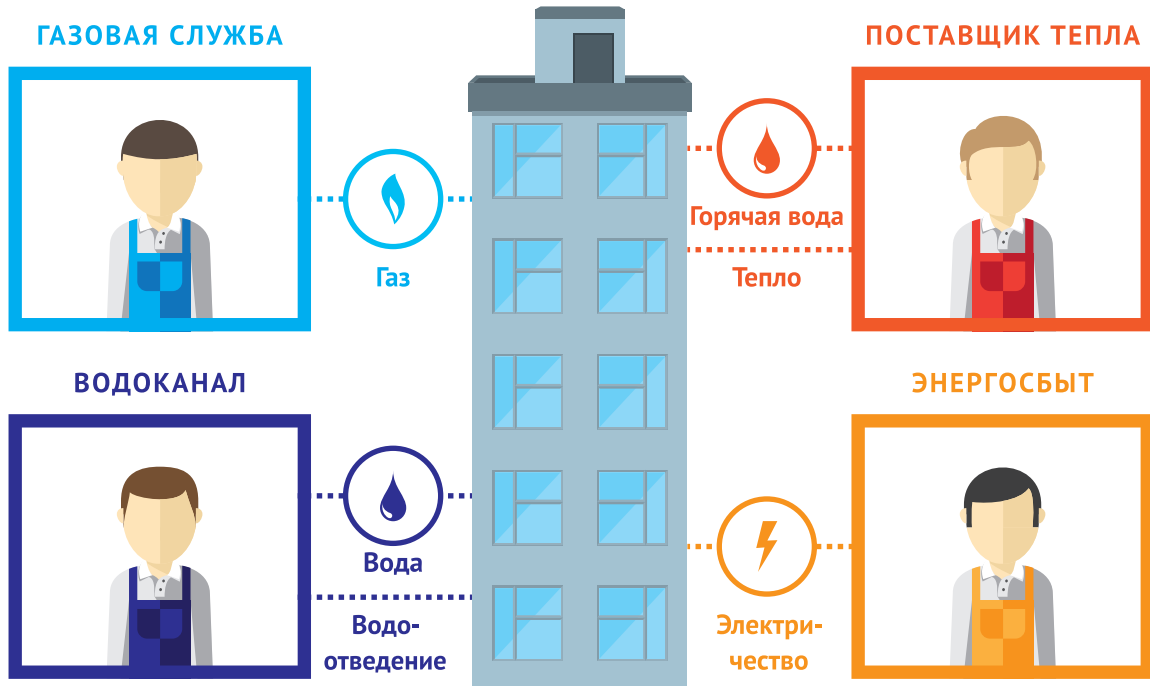 ГАЗОВАЯ СЛУЖБА
ПОСТАВЩИК ТЕПЛА
Газ
Горячая вода
Тепло
ВОДОКАНАЛ
ЭНЕРГОСБЫТ
Вода
Водо-
отведение
Электри-
чество